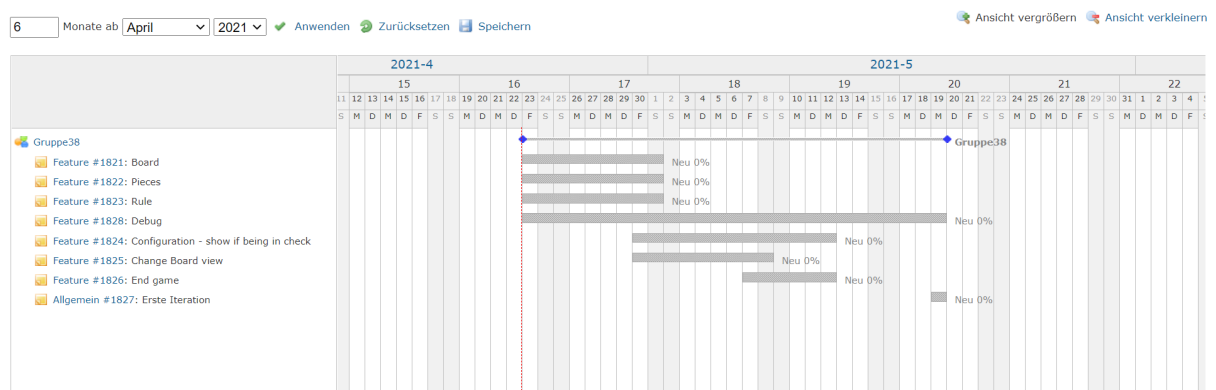 6 Monate ab April 2021 Anwenden Zurücksetzen Speichern
Ansicht vergrößern Ansicht verkleinern
2021-4 2021-5
15 16 17 18 19 20 21 22
11 12 13 14 15 16 17 18 19 20 21 22 23 24 25 26 27 28 29 30 1 2 3 4 5 6 7 8 9 10 11 12 13 14 15 16 17 18 19 20 21 22 23 24 25 26 27 28 29 30 31 1 2 3 4
S M D M D F S S M D M D F S S M D M D F S S M D M D F S S M D M D F S S M D M D F S S M D M D F S S M D M D F S
Gruppe38 Gruppe38
Feature #1821: Board Neu 0%
Feature #1822: Pieces Neu 0%
Feature #1823: Rule Neu 0%
Feature #1828: Debug Neu 0%
Feature #1824: Configuration - show if being in check Neu 0%
Feature #1825: Change Board view Neu 0%
Feature #1826: End game Neu 0%
Allgemein #1827: Erste Iteration Neu 0%